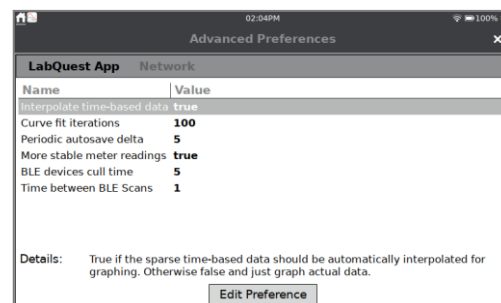 02:04PM 100%
Advanced Preferences x
LabQuest App Network
Name Value
Interpolate time-based data true
Curve fit iterations 100
Periodic autosave delta 5
More stable meter readings true
BLE devices cull time 5
Time between BLE Scans 1
Details: True if the sparse time-based data should be automatically interpolated for
graphing. Otherwise false and just graph actual data.
Edit Preference